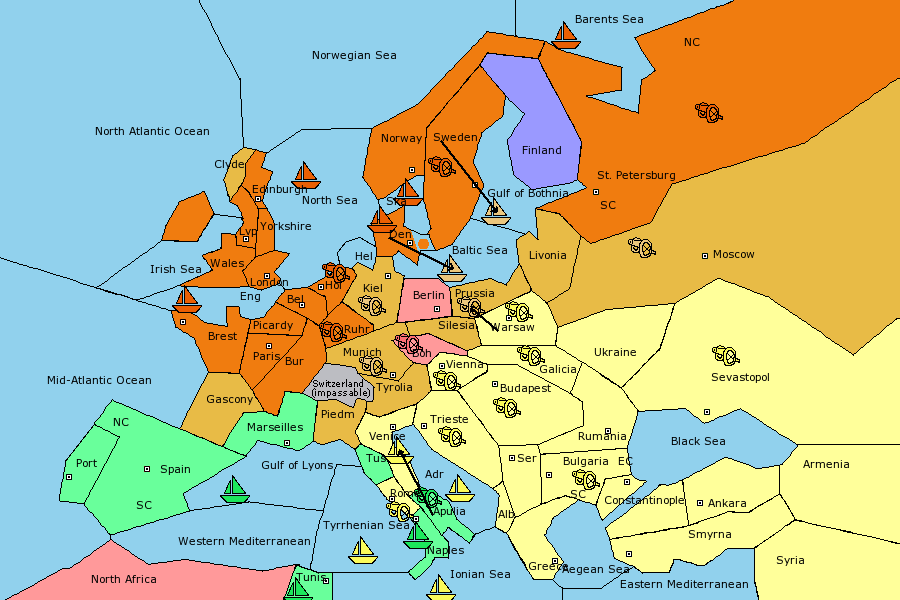 Barents Sea
NC
Norwegian Sea
North Atlantic Ocean
Norway
Sweden
Finland
Clyde
St. Petersburg
Edinburgh
North Sea
Ska
Gulf of Bothnia
SC
Yorkshire
Lvp
Den
Baltic Sea
Livonia
Moscow
Hel
Irish Sea
Wales
London
Hol
Kiel
Berlin
Prussia
Eng
Bel
Ruhr
Silesia
Warsaw
Brest
Picardy
Paris
Bur
Munich
Boh
Galicia
Ukraine
Vienna
Sevastopol
Mid-Atlantic Ocean
Switzerland
(impassable)
Tyrolia
Budapest
Gascony
Piedm
NC
Marseilles
Venice
Trieste
Rumania
Black Sea
Port
Spain
Gulf of Lyons
Tus
Adr
Ser
Bulgaria
EC
Armenia
SC
SC
Rome
Apulia
Alb
Constantinople
Ankara
Tyrrhenian Sea
Smyrna
Western Mediterranean
Naples
Syria
North Africa
Tunis
Ionian Sea
Greece
Aegean Sea
Eastern Mediterranean